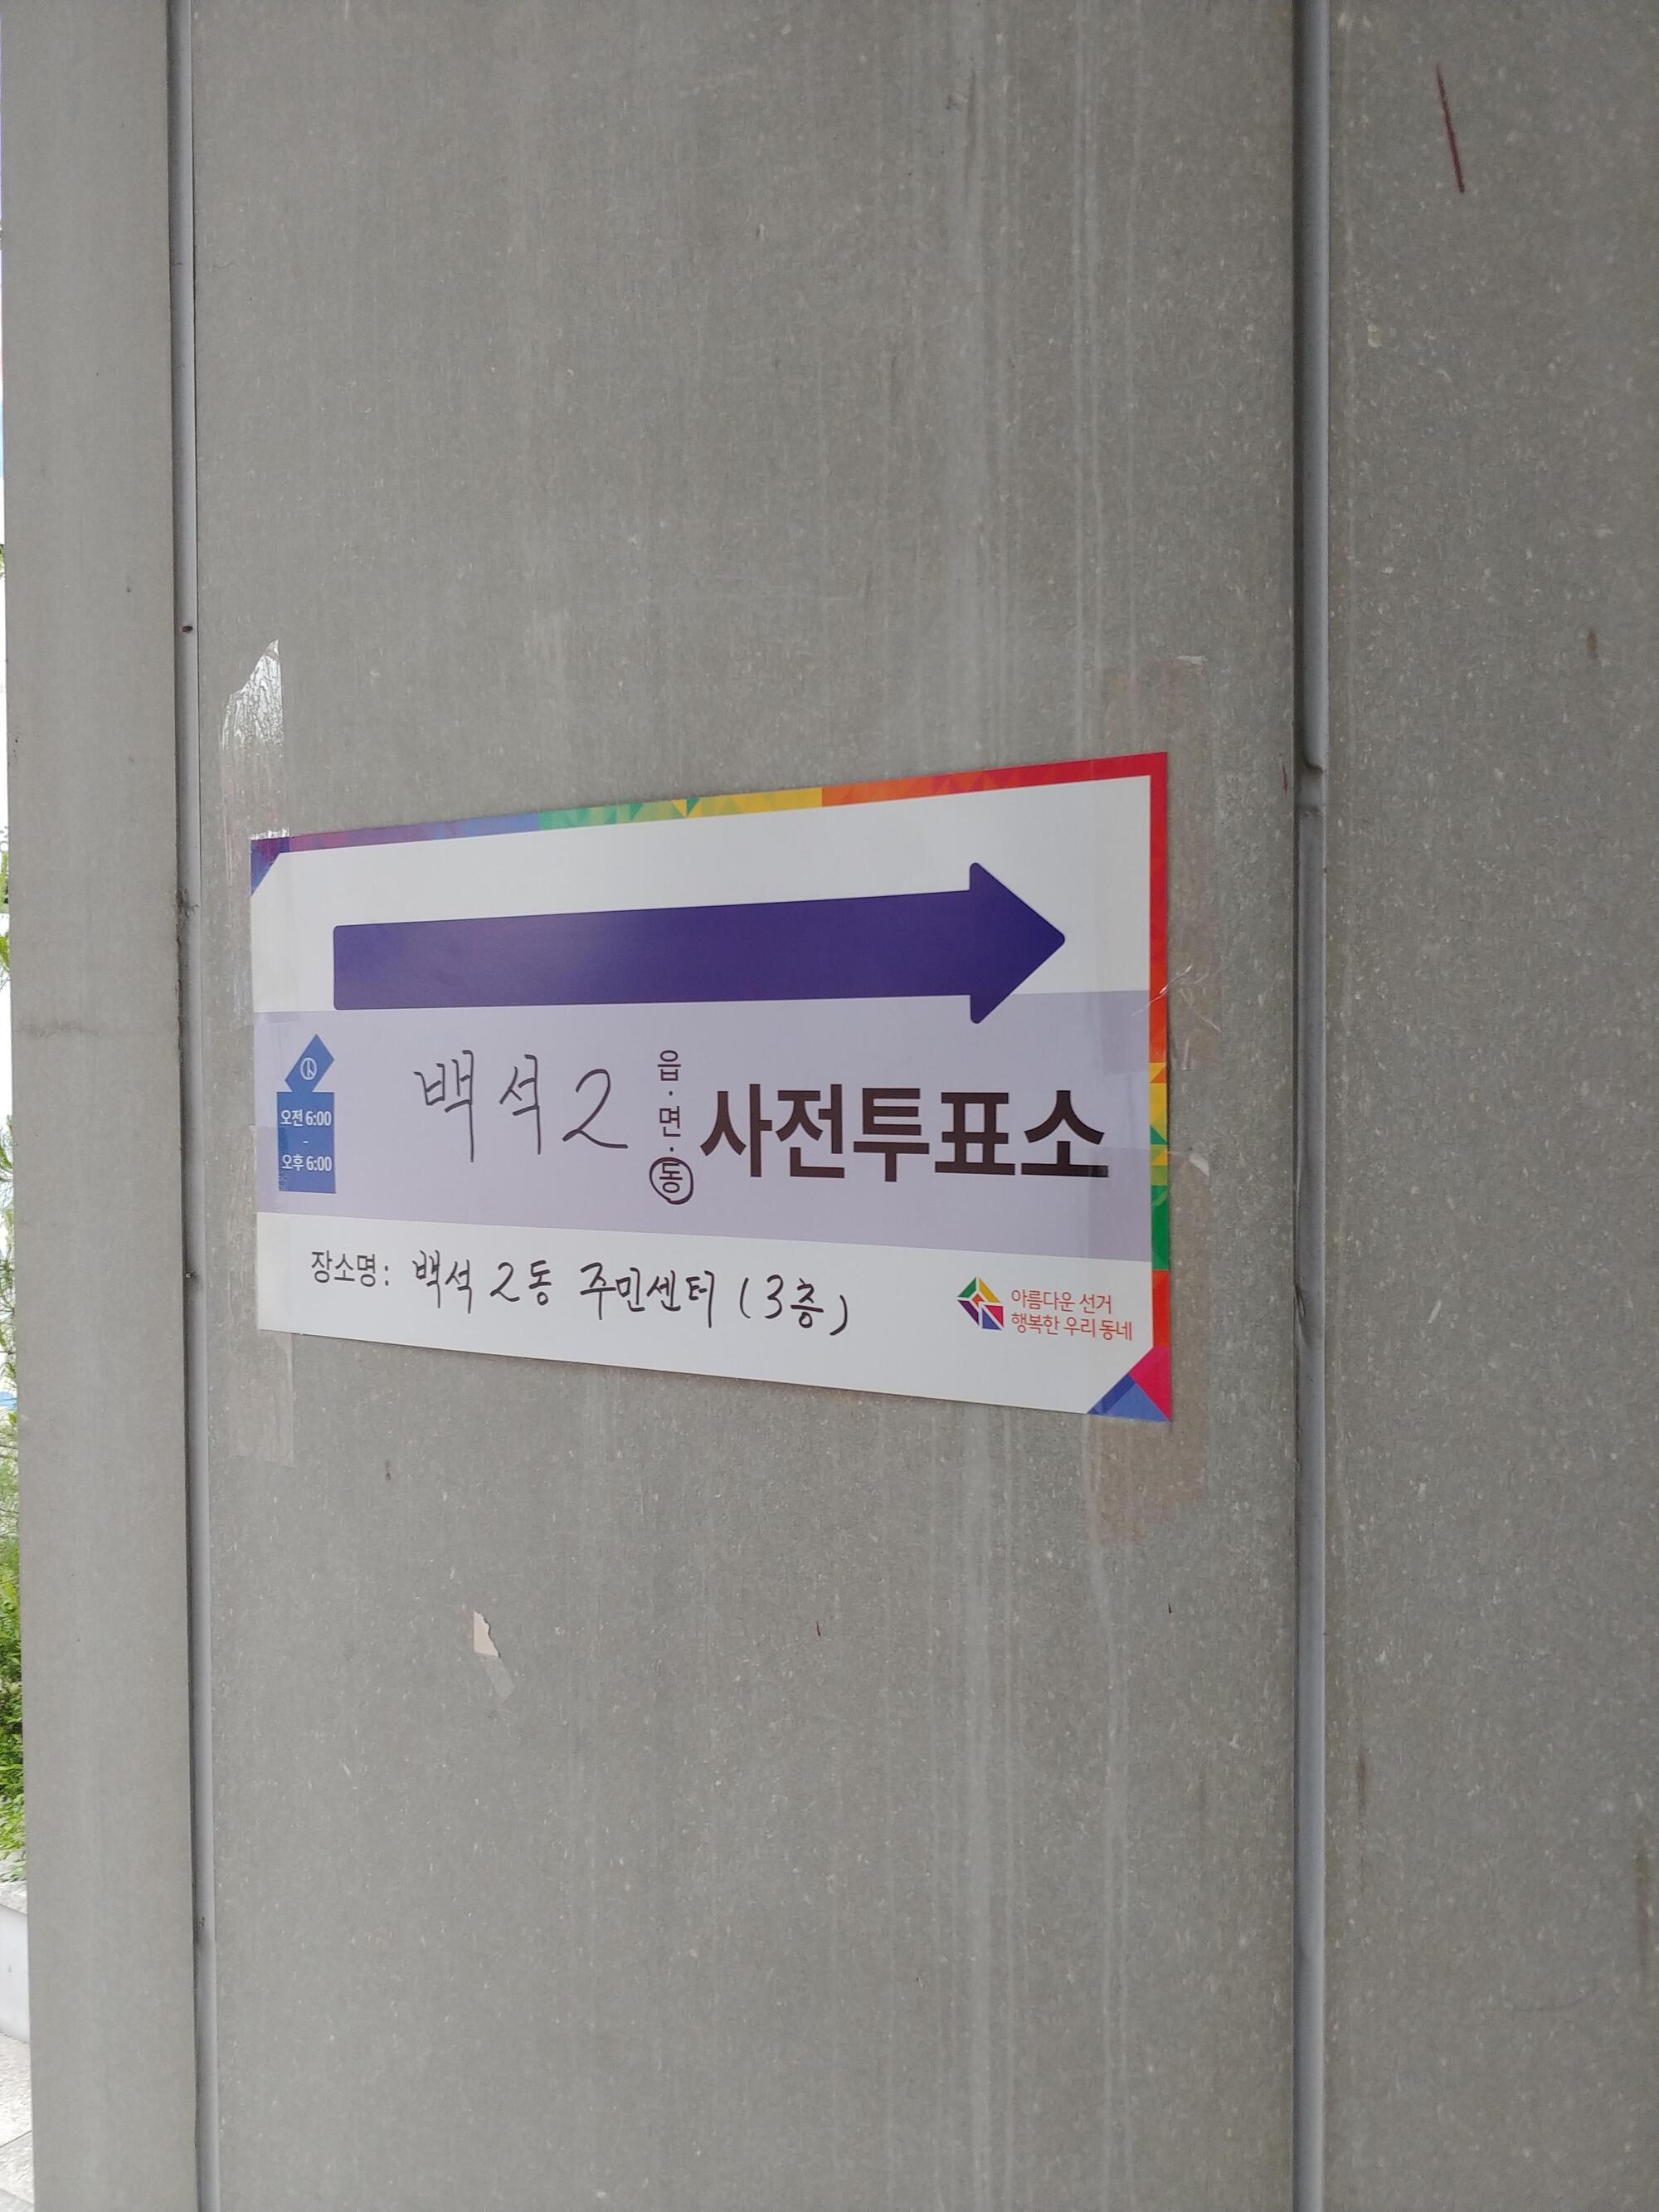 오전 6:00
-
오후 6:00
백석2 읍·면·동 사전투표소
장소명: 백석 2동 주민센터 (3층)
아름다운 선거
행복한 우리 동네